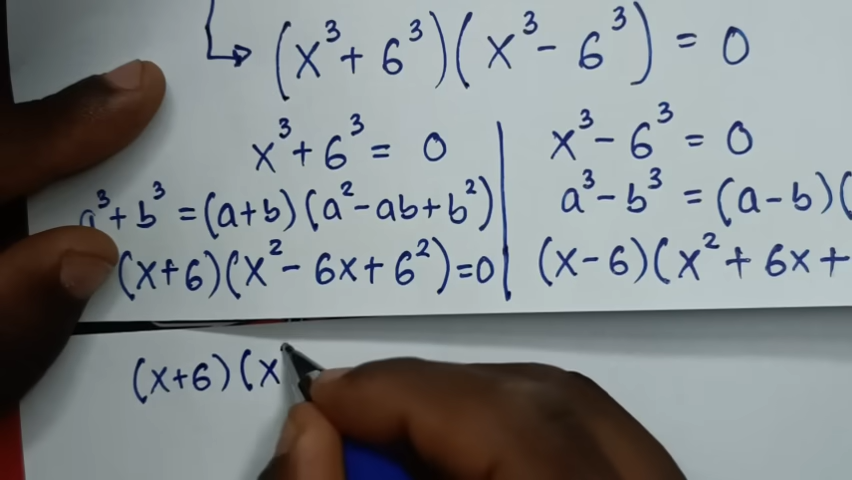 (x³+6³)(x³-6³) = 0
x³+6³ = 0
x³-6³ = 0
a³+b³=(a+b)(a²-ab+b²)
a³-b³ = (a-b)(
(x+6)(x²-6x+6²)=0
(x-6)(x²+6x+
(x+6)(x